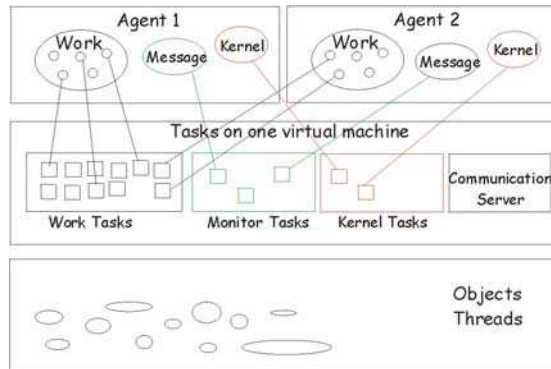 Agent 1
Work
Message
Kernel
Agent 2
Work
Message
Kernel
Tasks on one virtual machine
Work Tasks
Monitor Tasks
Kernel Tasks
Communication
Server
Objects
Threads